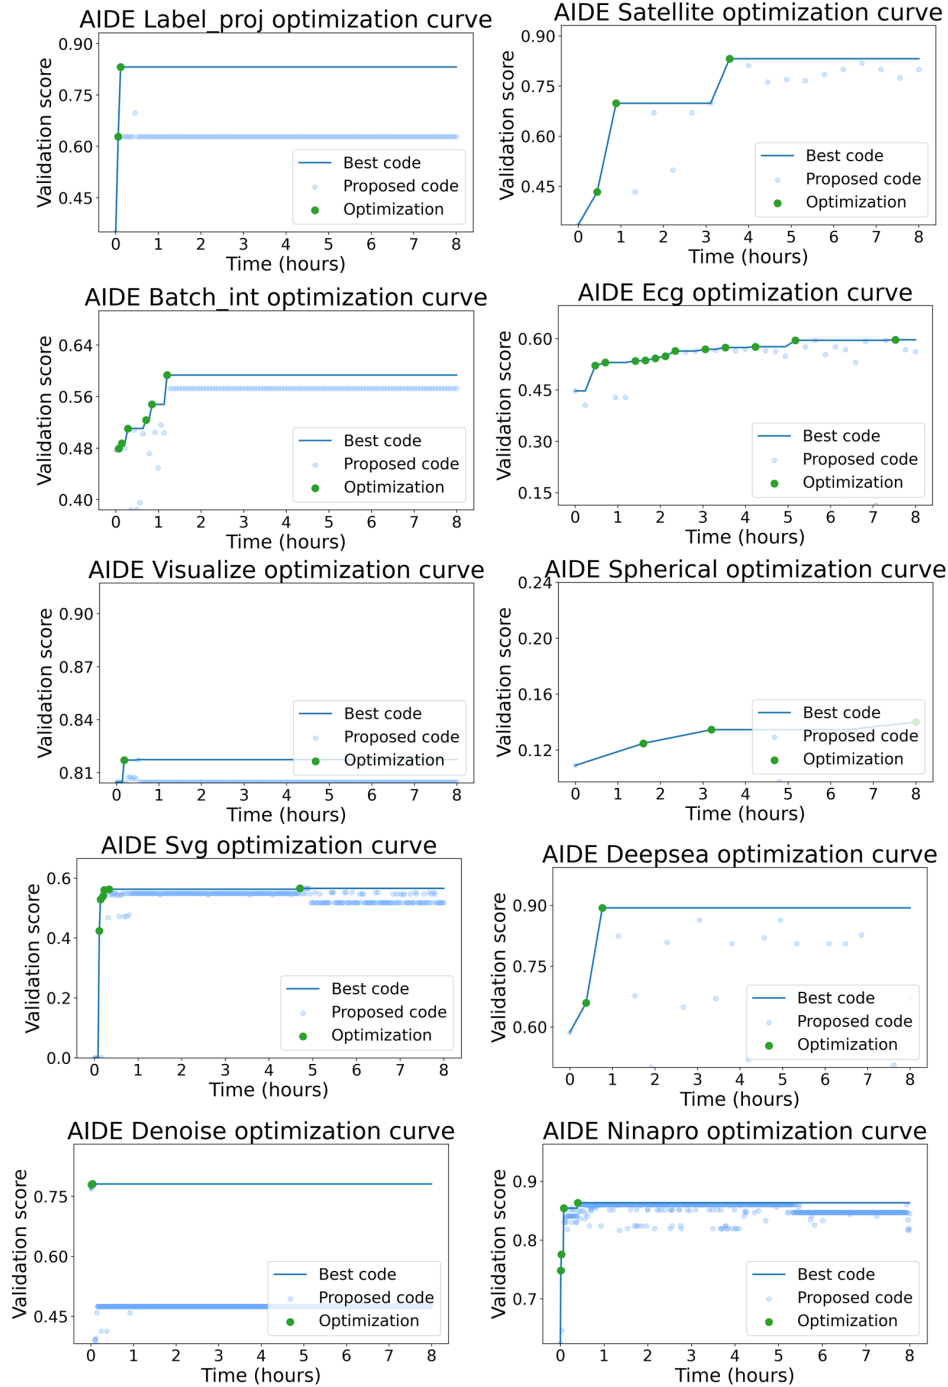 AIDE Label_proj optimization curve
Validation score
0.90
0.75
0.60
0.45
Best code
Proposed code
Optimization
0 1 2 3 4 5 6 7 8
Time (hours)
AIDE Satellite optimization curve
Validation score
0.90
0.75
0.60
0.45
Best code
Proposed code
Optimization
0 1 2 3 4 5 6 7 8
Time (hours)
AIDE Batch_int optimization curve
Validation score
0.64
0.56
0.48
0.40
Best code
Proposed code
Optimization
0 1 2 3 4 5 6 7 8
Time (hours)
AIDE Ecg optimization curve
Validation score
0.60
0.45
0.30
0.15
Best code
Proposed code
Optimization
0 1 2 3 4 5 6 7 8
Time (hours)
AIDE Visualize optimization curve
Validation score
0.90
0.87
0.84
0.81
Best code
Proposed code
Optimization
0 1 2 3 4 5 6 7 8
Time (hours)
AIDE Spherical optimization curve
Validation score
0.24
0.20
0.16
0.12
Best code
Proposed code
Optimization
0 1 2 3 4 5 6 7 8
Time (hours)
AIDE Svg optimization curve
Validation score
0.6
0.4
0.2
0.0
Best code
Proposed code
Optimization
0 1 2 3 4 5 6 7 8
Time (hours)
AIDE Deepsea optimization curve
Validation score
0.90
0.75
0.60
Best code
Proposed code
Optimization
0 1 2 3 4 5 6 7 8
Time (hours)
AIDE Denoise optimization curve
Validation score
0.75
0.60
0.45
Best code
Proposed code
Optimization
0 1 2 3 4 5 6 7 8
Time (hours)
AIDE Ninapro optimization curve
Validation score
0.9
0.8
0.7
Best code
Proposed code
Optimization
0 1 2 3 4 5 6 7 8
Time (hours)